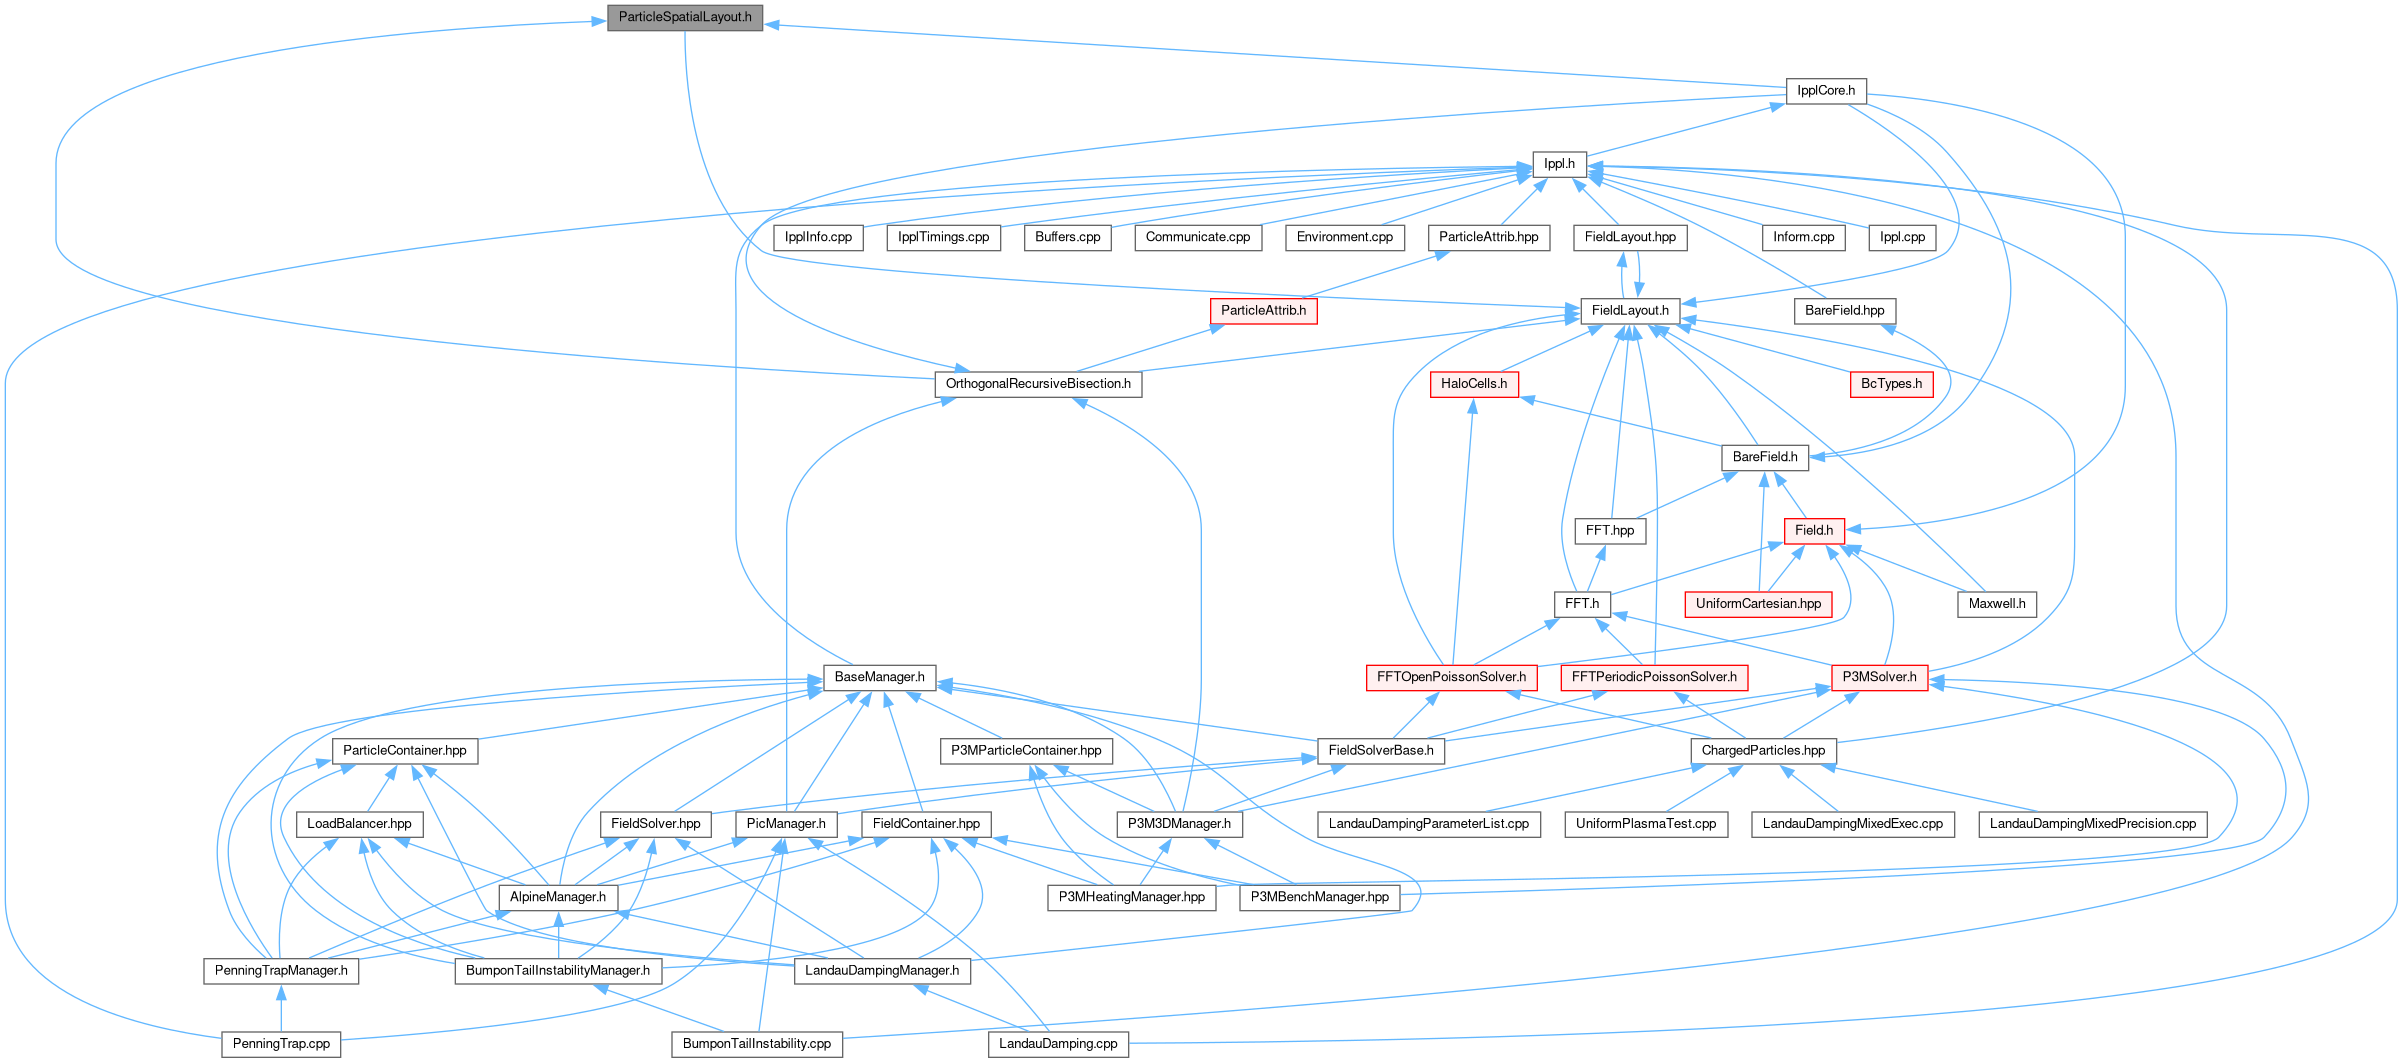 ParticleSpatialLayout.h
IpplCore.h
Ippl.h
IpplInfo.cpp
IpplTimings.cpp
Buffers.cpp
Communicate.cpp
Environment.cpp
ParticleAttrib.hpp
FieldLayout.hpp
Inform.cpp
Ippl.cpp
ParticleAttrib.h
FieldLayout.h
BareField.hpp
OrthogonalRecursiveBisection.h
HaloCells.h
BcTypes.h
BareField.h
FFT.hpp
Field.h
FFT.h
UniformCartesian.hpp
Maxwell.h
BaseManager.h
FFTOpenPoissonSolver.h
FFTPeriodicPoissonSolver.h
P3MSolver.h
ParticleContainer.hpp
P3MParticleContainer.hpp
FieldSolverBase.h
ChargedParticles.hpp
LoadBalancer.hpp
FieldSolver.hpp
PicManager.h
FieldContainer.hpp
P3M3DManager.h
LandauDampingParameterList.cpp
UniformPlasmaTest.cpp
LandauDampingMixedExec.cpp
LandauDampingMixedPrecision.cpp
AlpineManager.h
P3MHeatingManager.hpp
P3MBenchManager.hpp
PenningTrapManager.h
BumponTailInstabilityManager.h
LandauDampingManager.h
PenningTrap.cpp
BumponTailInstability.cpp
LandauDamping.cpp